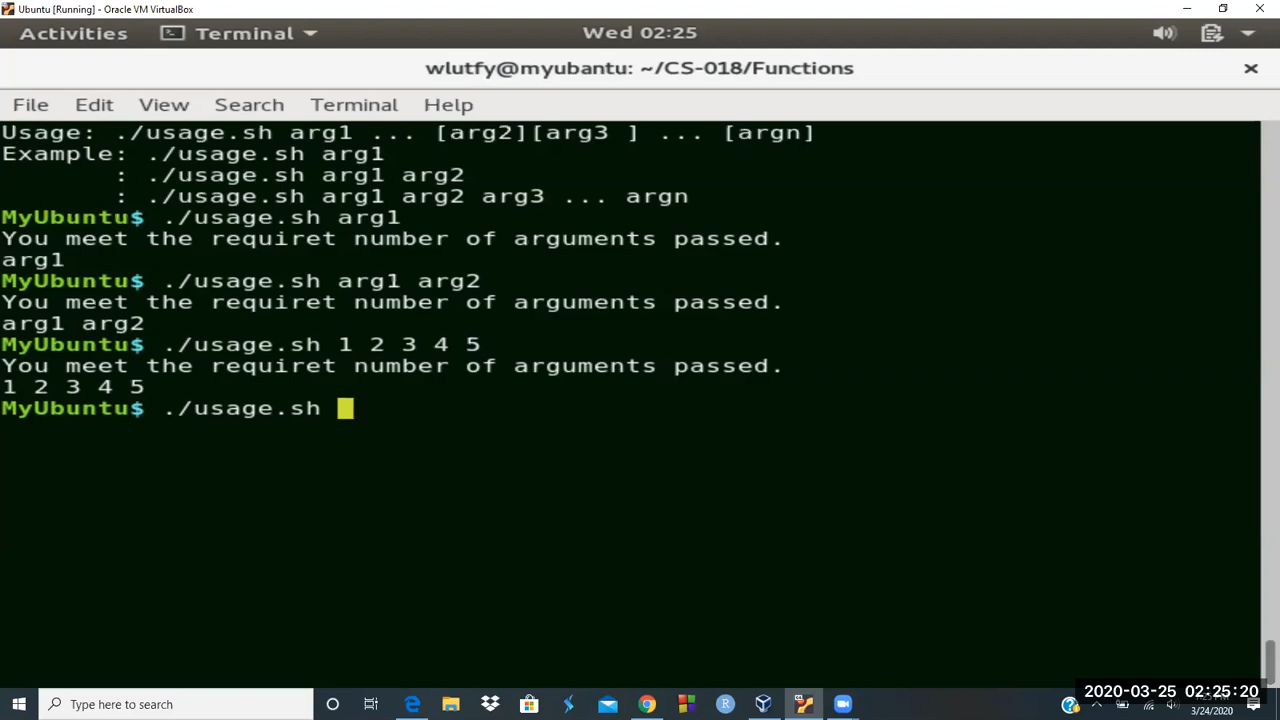 Ubuntu [Running] - Oracle VM VirtualBox
Activities Terminal Wed 02:25
wlutfy@myubantu: ~/CS-018/Functions
File Edit View Search Terminal Help
Usage: ./usage.sh arg1 ... [arg2][arg3 ] ... [argn]
Example: ./usage.sh arg1
: ./usage.sh arg1 arg2
: ./usage.sh arg1 arg2 arg3 ... argn
MyUbuntu$ ./usage.sh arg1
You meet the requiret number of arguments passed.
arg1
MyUbuntu$ ./usage.sh arg1 arg2
You meet the requiret number of arguments passed.
arg1 arg2
MyUbuntu$ ./usage.sh 1 2 3 4 5
You meet the requiret number of arguments passed.
1 2 3 4 5
MyUbuntu$ ./usage.sh
2020-03-25 02:25:20
Type here to search
3/24/2020